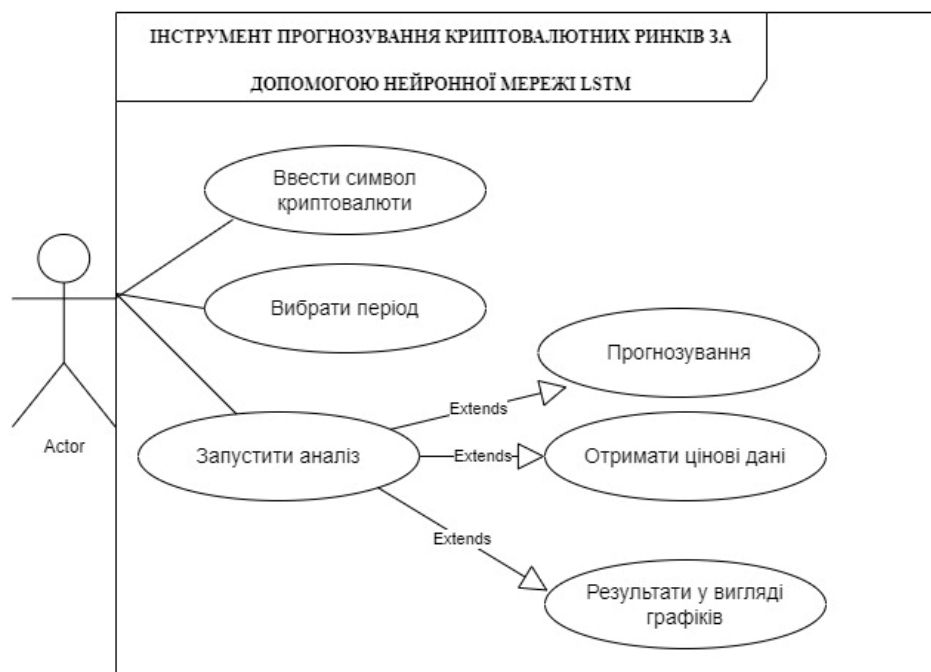 ІНСТРУМЕНТ ПРОГНОЗУВАННЯ КРИПТОВАЛЮТНИХ РИНКІВ ЗА
ДОПОМОГОЮ НЕЙРОННОЇ МЕРЕЖІ LSTM
Ввести символ
криптовалюти
Вибрати період
Прогнозування
Extends
Actor
Запустити аналіз
Extends
Отримати цінові дані
Extends
Результати у вигляді
графіків